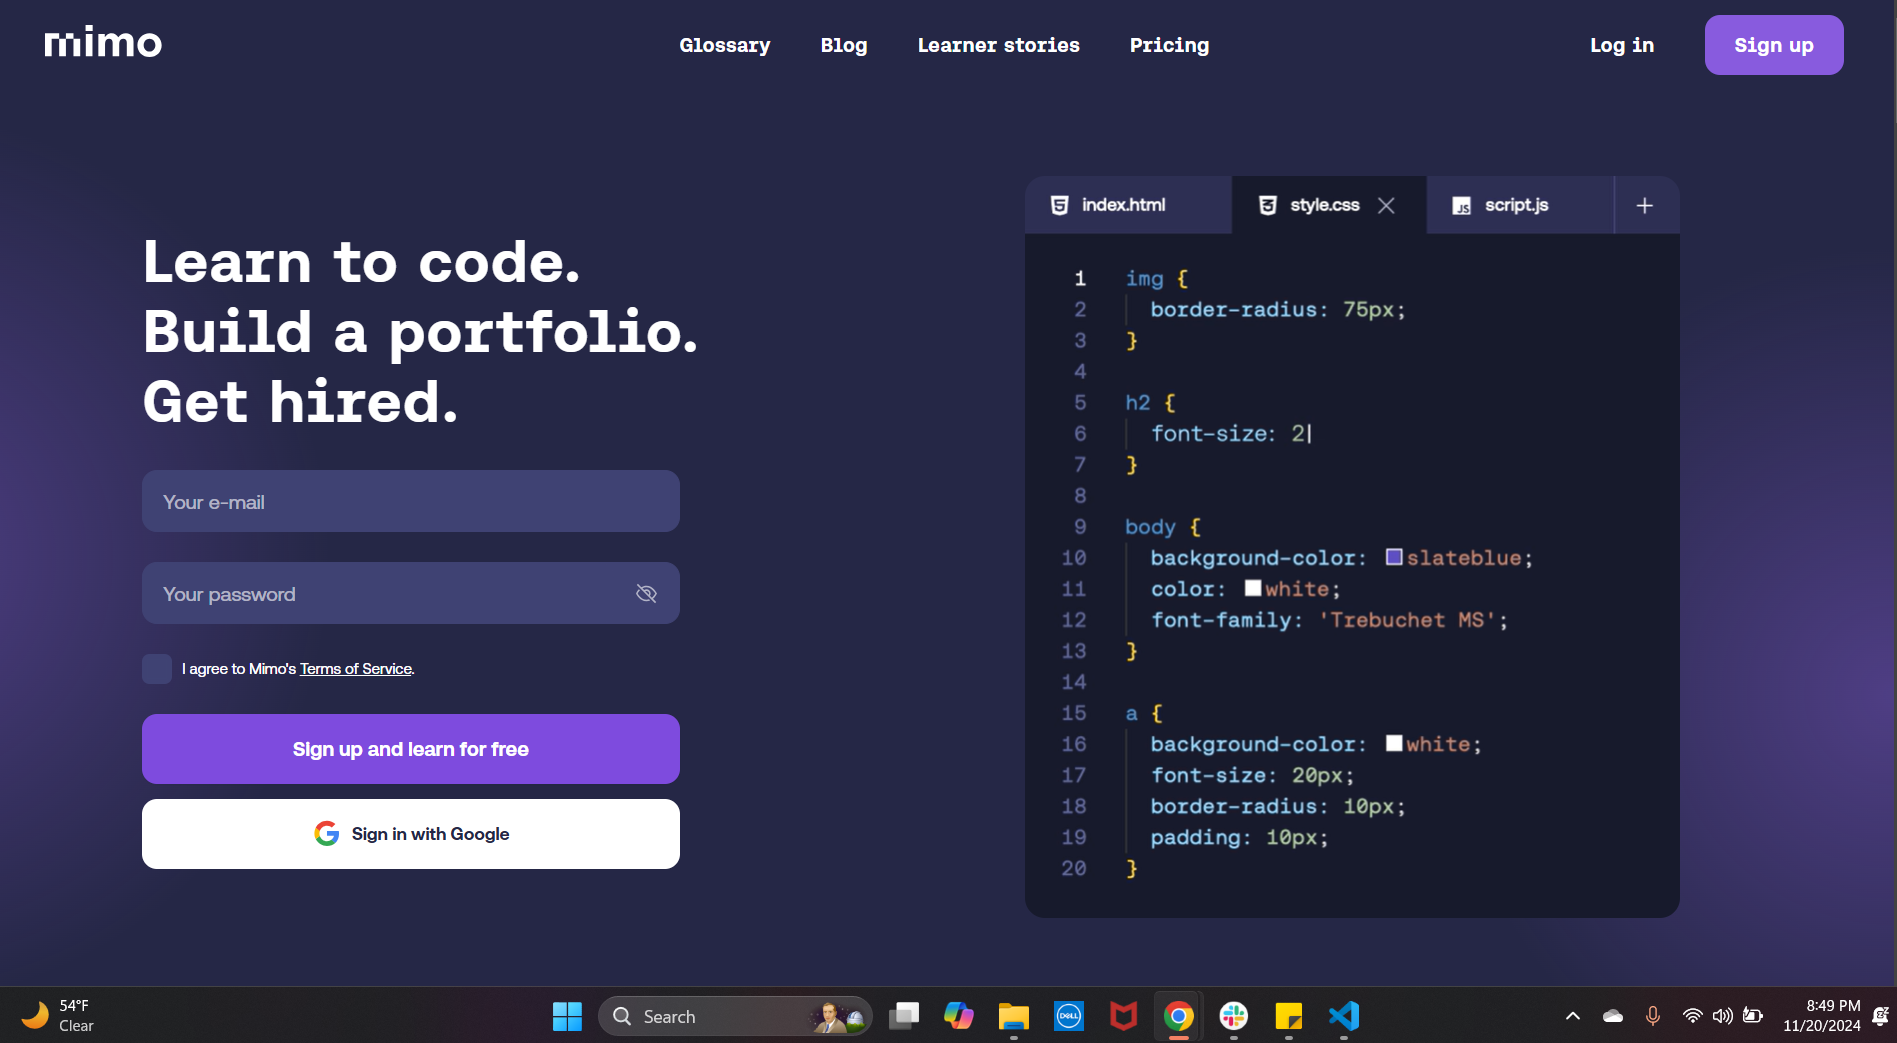 mimo
Glossary Blog Learner stories Pricing Log in Sign up
Learn to code.
Build a portfolio.
Get hired.
Your e-mail
Your password
I agree to Mimo's Terms of Service.
Sign up and learn for free
Sign in with Google
index.html style.css script.js
1 img {
2 border-radius: 75px;
3 }
4
5 h2 {
6 font-size: 2
7 }
8
9 body {
10 background-color: slateblue;
11 color: white;
12 font-family: 'Trebuchet MS';
13 }
14
15 a {
16 background-color: white;
17 font-size: 20px;
18 border-radius: 10px;
19 padding: 10px;
20 }
54°F
Clear
Search
DELL
8:49 PM
11/20/2024